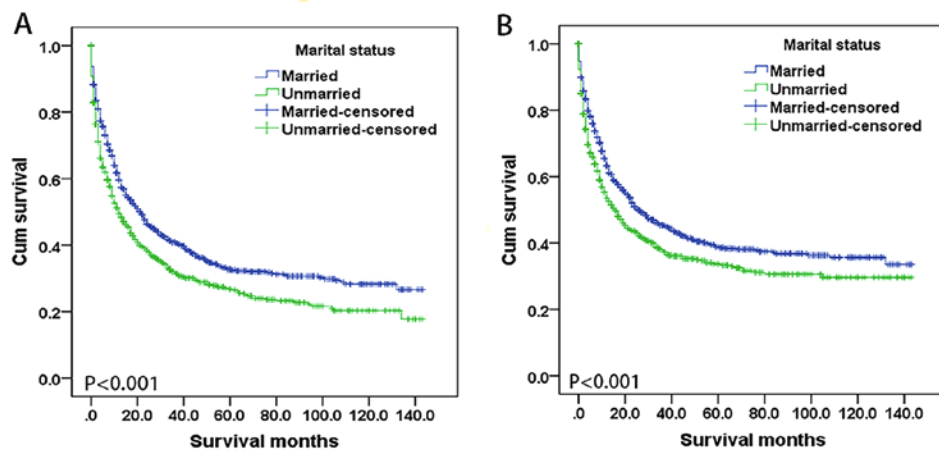 A
Marital status
Married
Unmarried
Married-censored
Unmarried-censored
1.0
0.8
0.6
0.4
0.2
0.0
Cum survival
P<0.001
.0 20.0 40.0 60.0 80.0 100.0 120.0 140.0
Survival months
B
Marital status
Married
Unmarried
Married-censored
Unmarried-censored
1.0
0.8
0.6
0.4
0.2
0.0
Cum survival
P<0.001
.0 20.0 40.0 60.0 80.0 100.0 120.0 140.0
Survival months